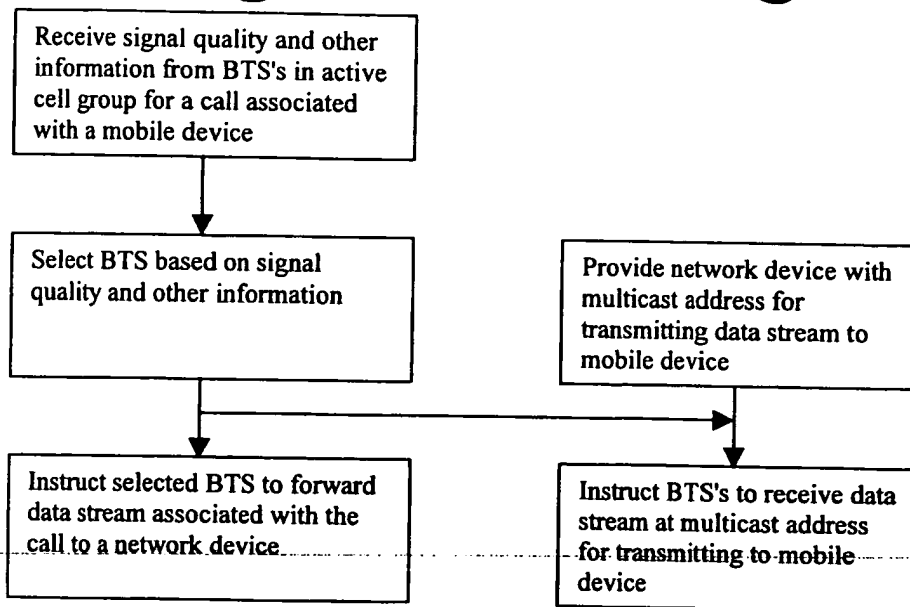 Receive signal quality and other
information from BTS's in active
cell group for a call associated
with a mobile device
Select BTS based on signal
quality and other information
Provide network device with
multicast address for
transmitting data stream to
mobile device
Instruct selected BTS to forward
data stream associated with the
call to a network device
Instruct BTS's to receive data
stream at multicast address
for transmitting to mobile
device